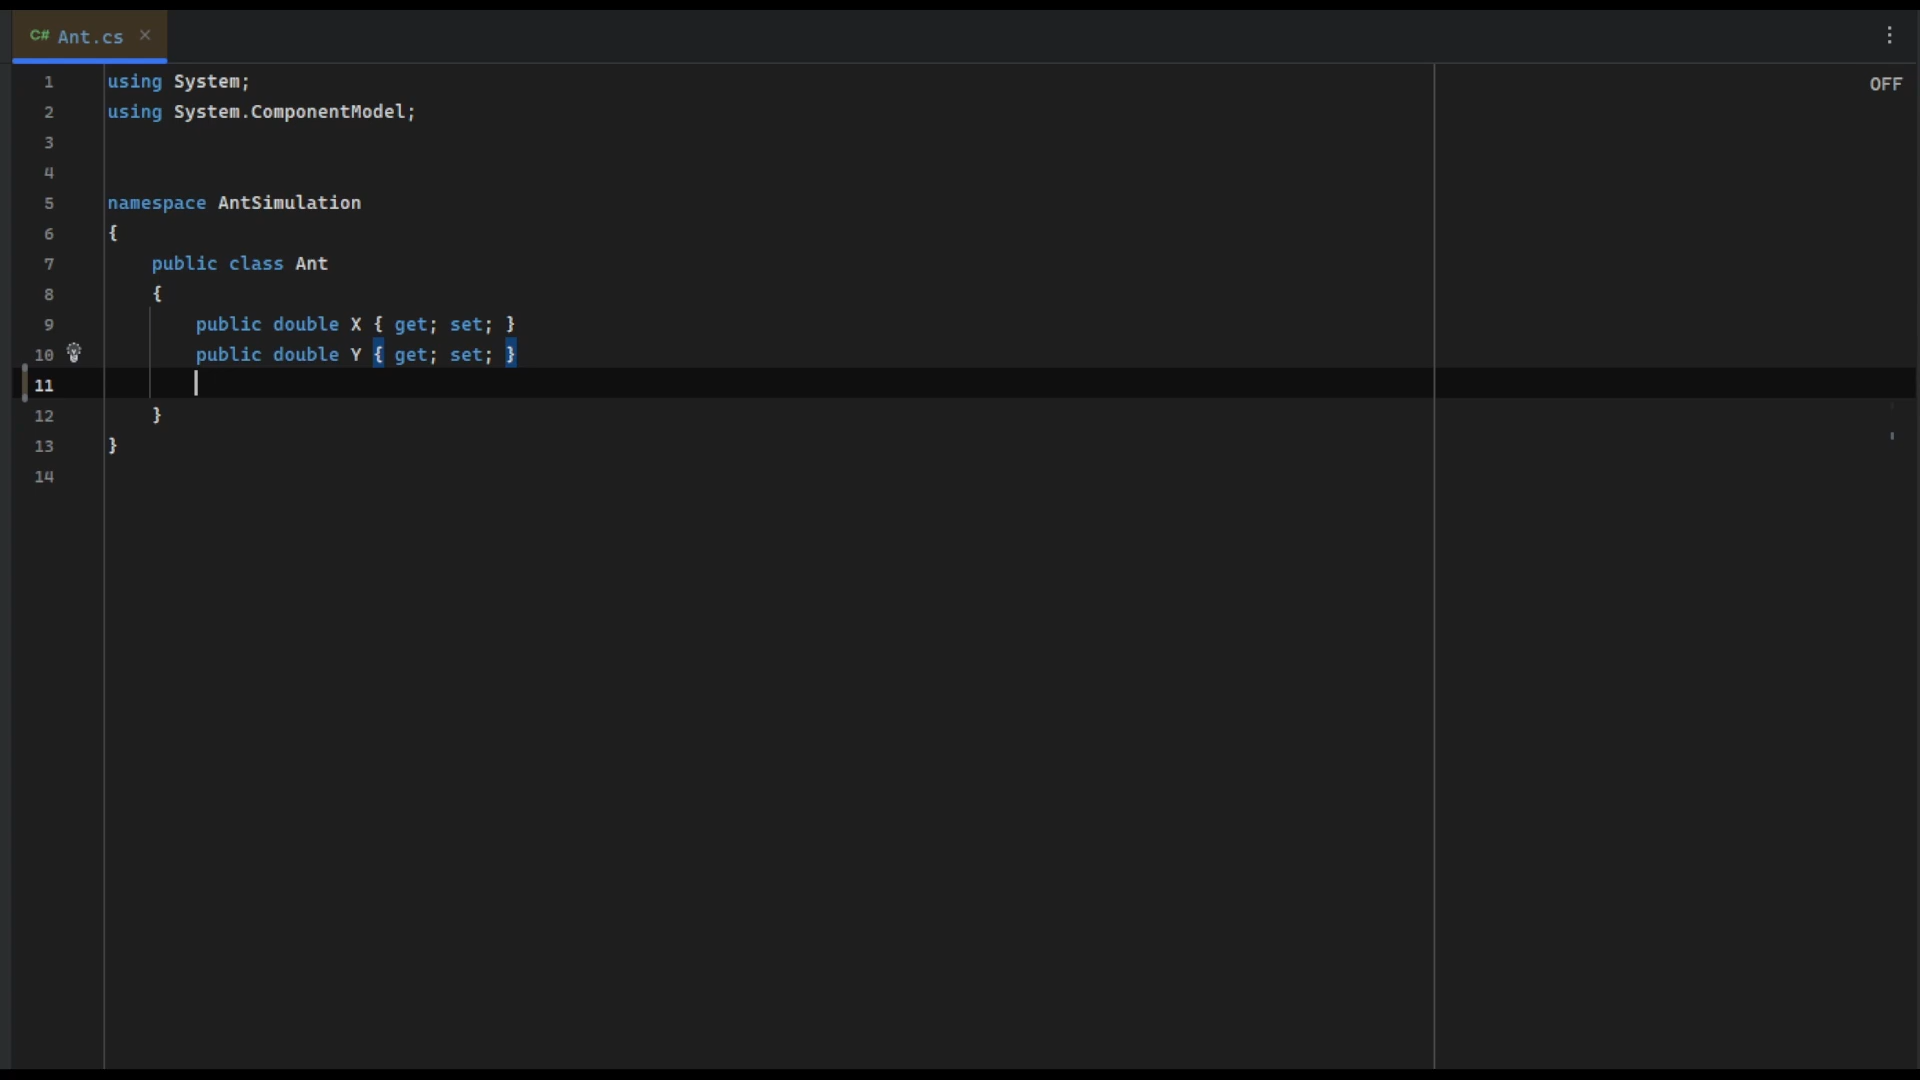 C# Ant.cs ×
OFF
1 using System;
2 using System.ComponentModel;
3
4
5 namespace AntSimulation
6 {
7 public class Ant
8 {
9 public double X { get; set; }
10 public double Y { get; set; }
11
12 }
13 }
14